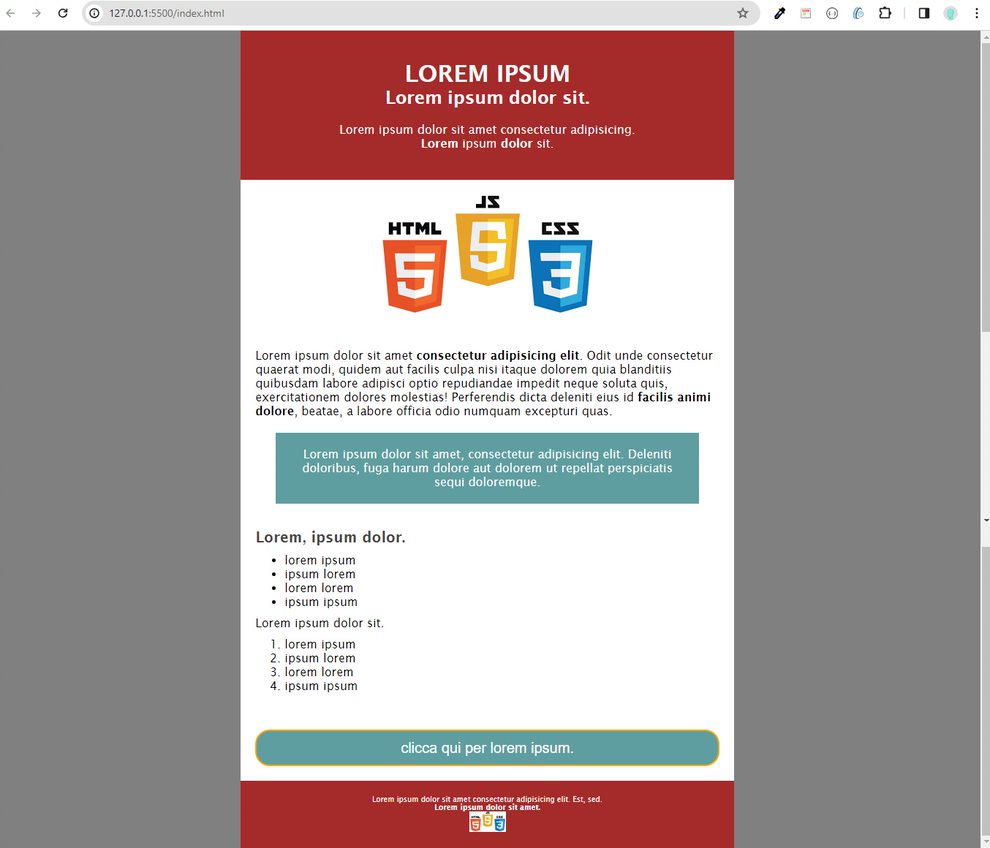 127.0.0.1:5500/index.html
LOREM IPSUM
Lorem ipsum dolor sit.
Lorem ipsum dolor sit amet consectetur adipisicing.
Lorem ipsum dolor sit.
JS
HTML
CSS
5
5
3
Lorem ipsum dolor sit amet consectetur adipisicing elit. Odit unde consectetur
quaerat modi, quidem aut facilis culpa nisi itaque dolorem quia blanditiis
quibusdam labore adipisci optio repudiandae impedit neque soluta quis,
exercitationem dolores molestias! Perferendis dicta deleniti eius id facilis animi
dolore, beatae, a labore officia odio numquam excepturi quas.
Lorem ipsum dolor sit amet, consectetur adipisicing elit. Deleniti
doloribus, fuga harum dolore aut dolorem ut repellat perspiciatis
sequi doloremque.
Lorem, ipsum dolor.
• lorem ipsum
• ipsum lorem
• lorem lorem
• ipsum ipsum
Lorem ipsum dolor sit.
1. lorem ipsum
2. ipsum lorem
3. lorem lorem
4. ipsum ipsum
clicca qui per lorem ipsum.
Lorem ipsum dolor sit amet consectetur adipisicing elit. Est, sed.
Lorem ipsum dolor sit amet.